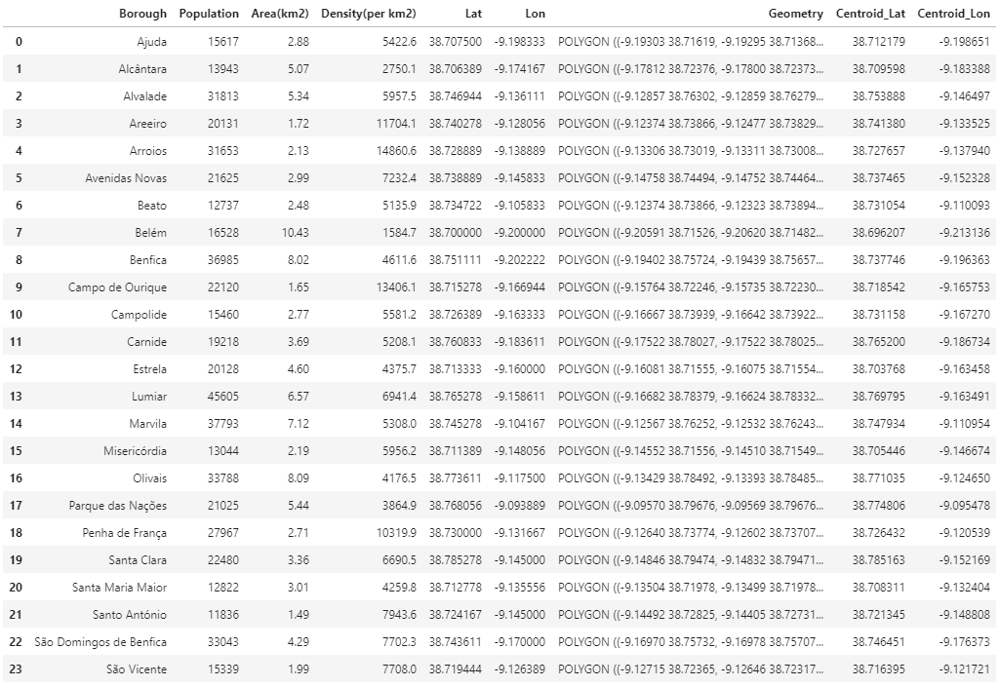 Borough Population Area(km2) Density(per km2) Lat Lon Geometry Centroid_Lat Centroid_Lon
0 Ajuda 15617 2.88 5422.6 38.707500 -9.198333 POLYGON ((-9.19303 38.71619, -9.19295 38.71368... 38.712179 -9.198651
1 Alcântara 13943 5.07 2750.1 38.706389 -9.174167 POLYGON ((-9.17812 38.72376, -9.17800 38.72373... 38.709598 -9.183388
2 Alvalade 31813 5.34 5957.5 38.746944 -9.136111 POLYGON ((-9.12857 38.76302, -9.12859 38.76279... 38.753888 -9.146497
3 Areeiro 20131 1.72 11704.1 38.740278 -9.128056 POLYGON ((-9.12374 38.73866, -9.12477 38.73829... 38.741380 -9.133525
4 Arroios 31653 2.13 14860.6 38.728889 -9.138889 POLYGON ((-9.13306 38.73019, -9.13311 38.73008... 38.727657 -9.137940
5 Avenidas Novas 21625 2.99 7232.4 38.738889 -9.145833 POLYGON ((-9.14758 38.74494, -9.14752 38.74464... 38.737465 -9.152328
6 Beato 12737 2.48 5135.9 38.734722 -9.105833 POLYGON ((-9.12374 38.73866, -9.12323 38.73894... 38.731054 -9.110093
7 Belém 16528 10.43 1584.7 38.700000 -9.200000 POLYGON ((-9.20591 38.71526, -9.20620 38.71482... 38.696207 -9.213136
8 Benfica 36985 8.02 4611.6 38.751111 -9.202222 POLYGON ((-9.19402 38.75724, -9.19439 38.75657... 38.737746 -9.196363
9 Campo de Ourique 22120 1.65 13406.1 38.715278 -9.166944 POLYGON ((-9.15764 38.72246, -9.15735 38.72230... 38.718542 -9.165753
10 Campolide 15460 2.77 5581.2 38.726389 -9.163333 POLYGON ((-9.16667 38.73939, -9.16642 38.73922... 38.731158 -9.167270
11 Carnide 19218 3.69 5208.1 38.760833 -9.183611 POLYGON ((-9.17522 38.78027, -9.17522 38.78025... 38.765200 -9.186734
12 Estrela 20128 4.60 4375.7 38.713333 -9.160000 POLYGON ((-9.16081 38.71555, -9.16075 38.71554... 38.703768 -9.163458
13 Lumiar 45605 6.57 6941.4 38.765278 -9.158611 POLYGON ((-9.16682 38.78379, -9.16624 38.78332... 38.769795 -9.163491
14 Marvila 37793 7.12 5308.0 38.745278 -9.104167 POLYGON ((-9.12567 38.76252, -9.12532 38.76243... 38.747934 -9.110954
15 Misericórdia 13044 2.19 5956.2 38.711389 -9.148056 POLYGON ((-9.14552 38.71556, -9.14510 38.71549... 38.705446 -9.146674
16 Olivais 33788 8.09 4176.5 38.773611 -9.117500 POLYGON ((-9.13429 38.78492, -9.13393 38.78485... 38.771035 -9.124650
17 Parque das Nações 21025 5.44 3864.9 38.768056 -9.093889 POLYGON ((-9.09570 38.79676, -9.09569 38.79676... 38.774806 -9.095478
18 Penha de França 27967 2.71 10319.9 38.730000 -9.131667 POLYGON ((-9.12640 38.73774, -9.12602 38.73707... 38.726432 -9.120539
19 Santa Clara 22480 3.36 6690.5 38.785278 -9.145000 POLYGON ((-9.14846 38.79474, -9.14832 38.79471... 38.785163 -9.152169
20 Santa Maria Maior 12822 3.01 4259.8 38.712778 -9.135556 POLYGON ((-9.13504 38.71978, -9.13499 38.71978... 38.708311 -9.132404
21 Santo António 11836 1.49 7943.6 38.724167 -9.145000 POLYGON ((-9.14492 38.72825, -9.14405 38.72731... 38.721345 -9.148808
22 São Domingos de Benfica 33043 4.29 7702.3 38.743611 -9.170000 POLYGON ((-9.16970 38.75732, -9.16978 38.75707... 38.746451 -9.176373
23 São Vicente 15339 1.99 7708.0 38.719444 -9.126389 POLYGON ((-9.12715 38.72365, -9.12646 38.72317... 38.716395 -9.121721